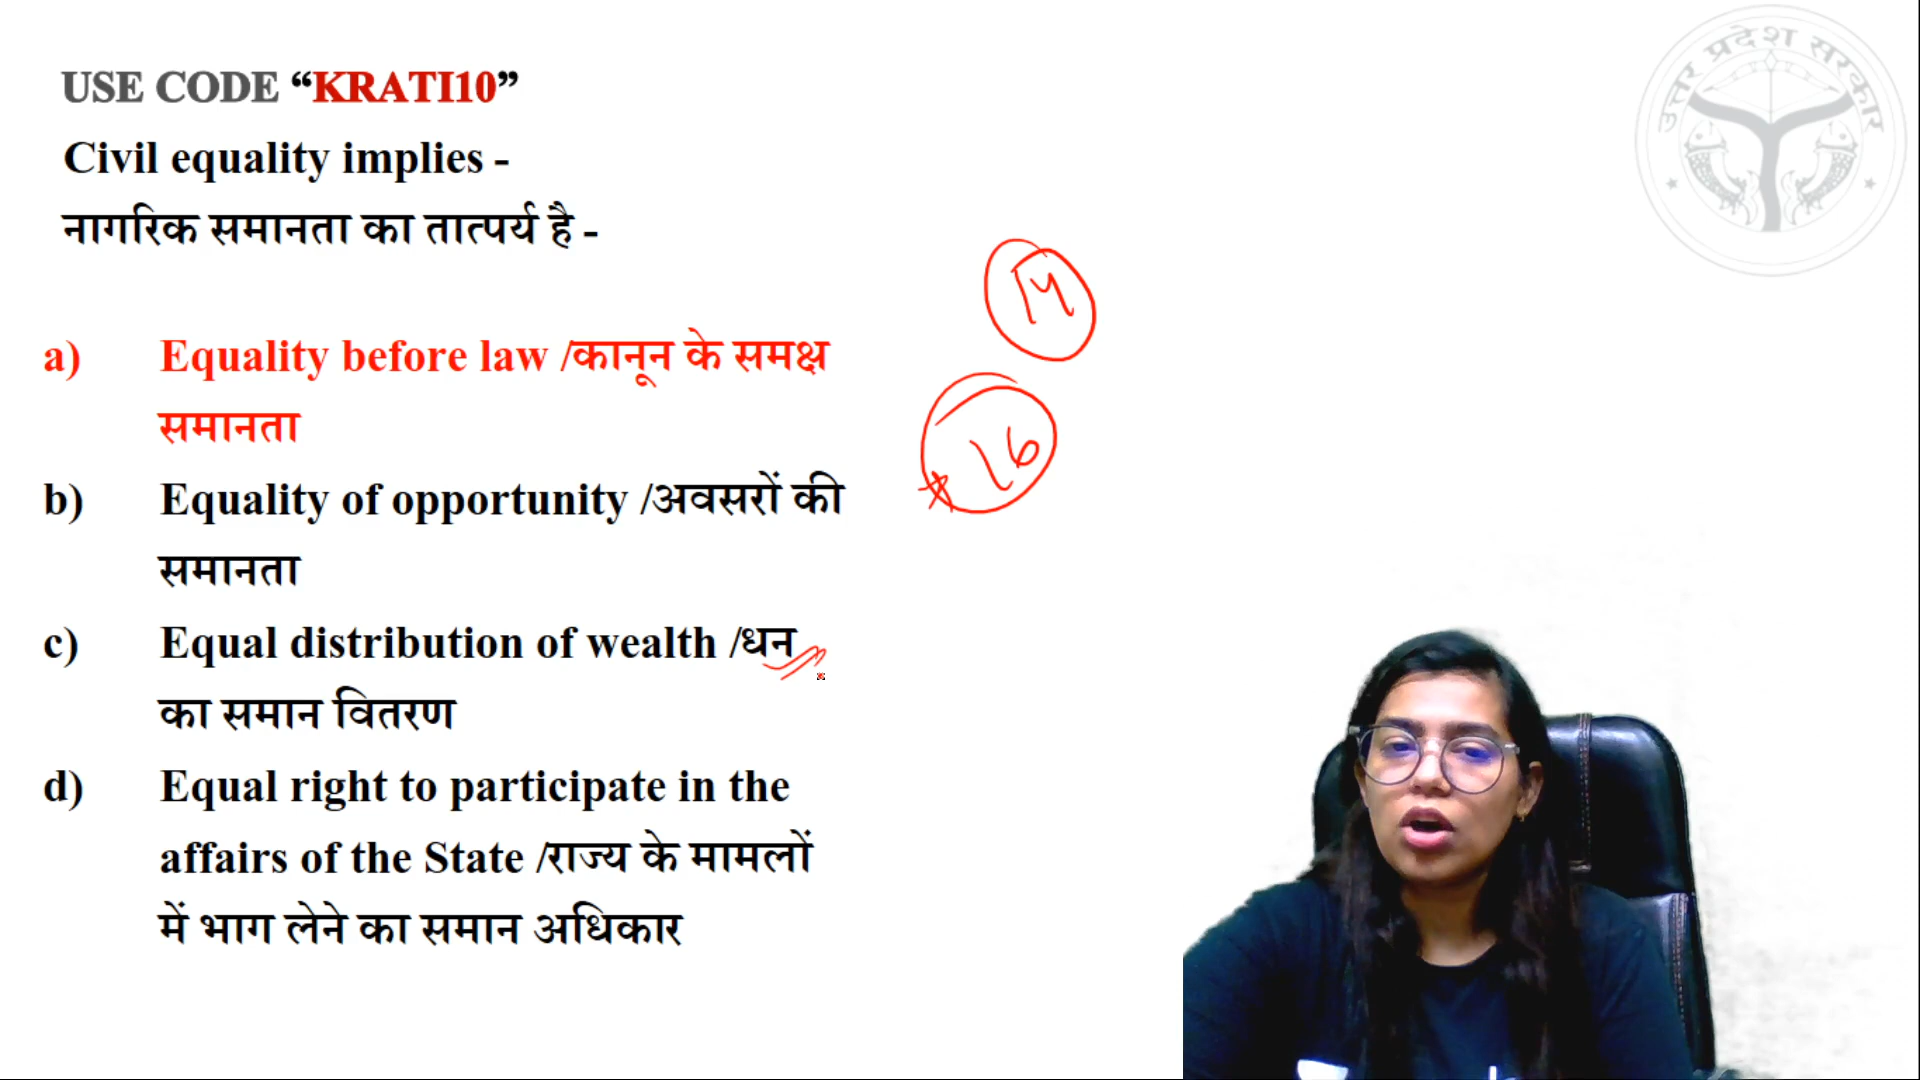 उत्तर प्रदेश सरकार
USE CODE “KRATI10”
Civil equality implies -
नागरिक समानता का तात्पर्य है -
14
a) Equality before law /कानून के समक्ष
समानता
16
b) Equality of opportunity /अवसरों की
समानता
c) Equal distribution of wealth /धन
का समान वितरण
d) Equal right to participate in the
affairs of the State /राज्य के मामलों
में भाग लेने का समान अधिकार